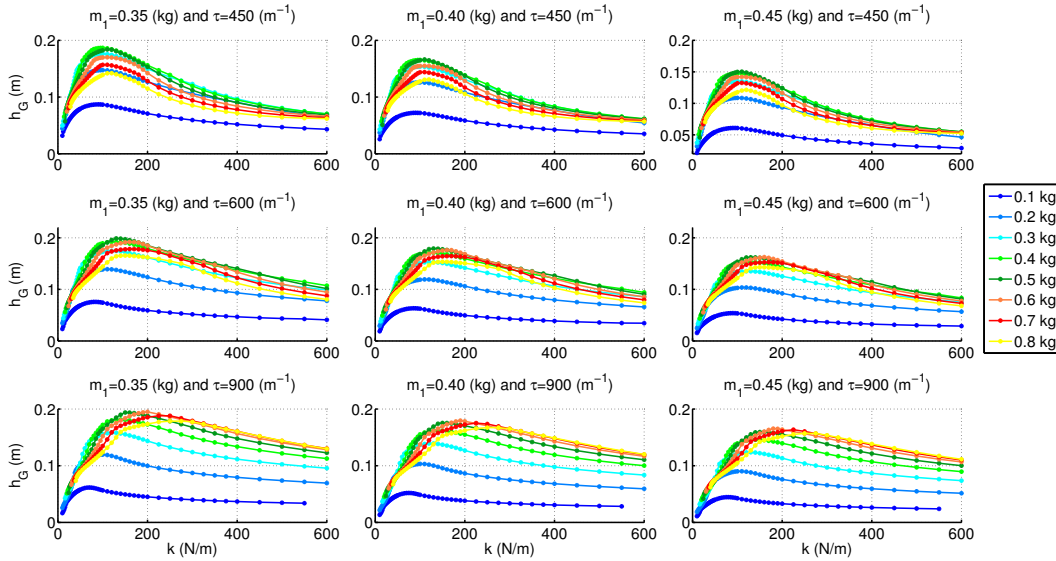 m1=0.35 (kg) and τ=450 (m⁻¹)
m1=0.40 (kg) and τ=450 (m⁻¹)
m1=0.45 (kg) and τ=450 (m⁻¹)
0.2
0.1
0
hG (m)
0 200 400 600
0.2
0.1
0
0 200 400 600
0.15
0.1
0.05
0 200 400 600
m1=0.35 (kg) and τ=600 (m⁻¹)
m1=0.40 (kg) and τ=600 (m⁻¹)
m1=0.45 (kg) and τ=600 (m⁻¹)
0.2
0.1
0
hG (m)
0 200 400 600
0.2
0.1
0
0 200 400 600
0.2
0.1
0
0 200 400 600
m1=0.35 (kg) and τ=900 (m⁻¹)
m1=0.40 (kg) and τ=900 (m⁻¹)
m1=0.45 (kg) and τ=900 (m⁻¹)
0.2
0.1
0
hG (m)
0 200 400 600
k (N/m)
0.2
0.1
0
0 200 400 600
k (N/m)
0.2
0.1
0
0 200 400 600
k (N/m)
0.1 kg
0.2 kg
0.3 kg
0.4 kg
0.5 kg
0.6 kg
0.7 kg
0.8 kg